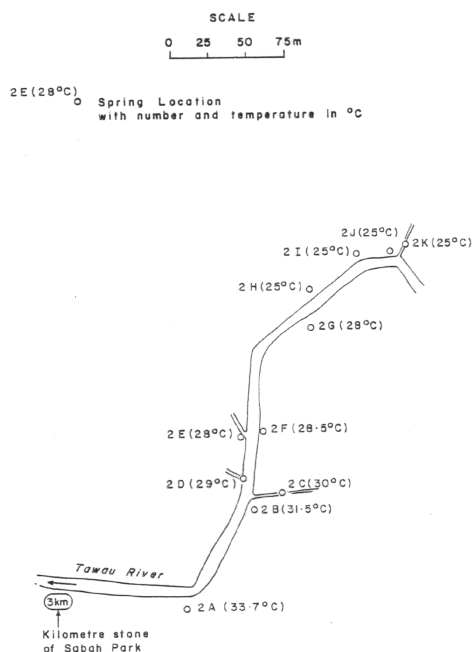 SCALE
0 25 50 75m
2E(28°C)
Spring Location
with number and temperature in °C
2J(25°C)
2K(25°C)
2I(25°C)
2H(25°C)
2G(28°C)
2E(28°C)
2F(28·5°C)
2D(29°C)
2C(30°C)
2B(31·5°C)
Tawau River
3km
2A(33·7°C)
Kilometre stone
of Sabah Park